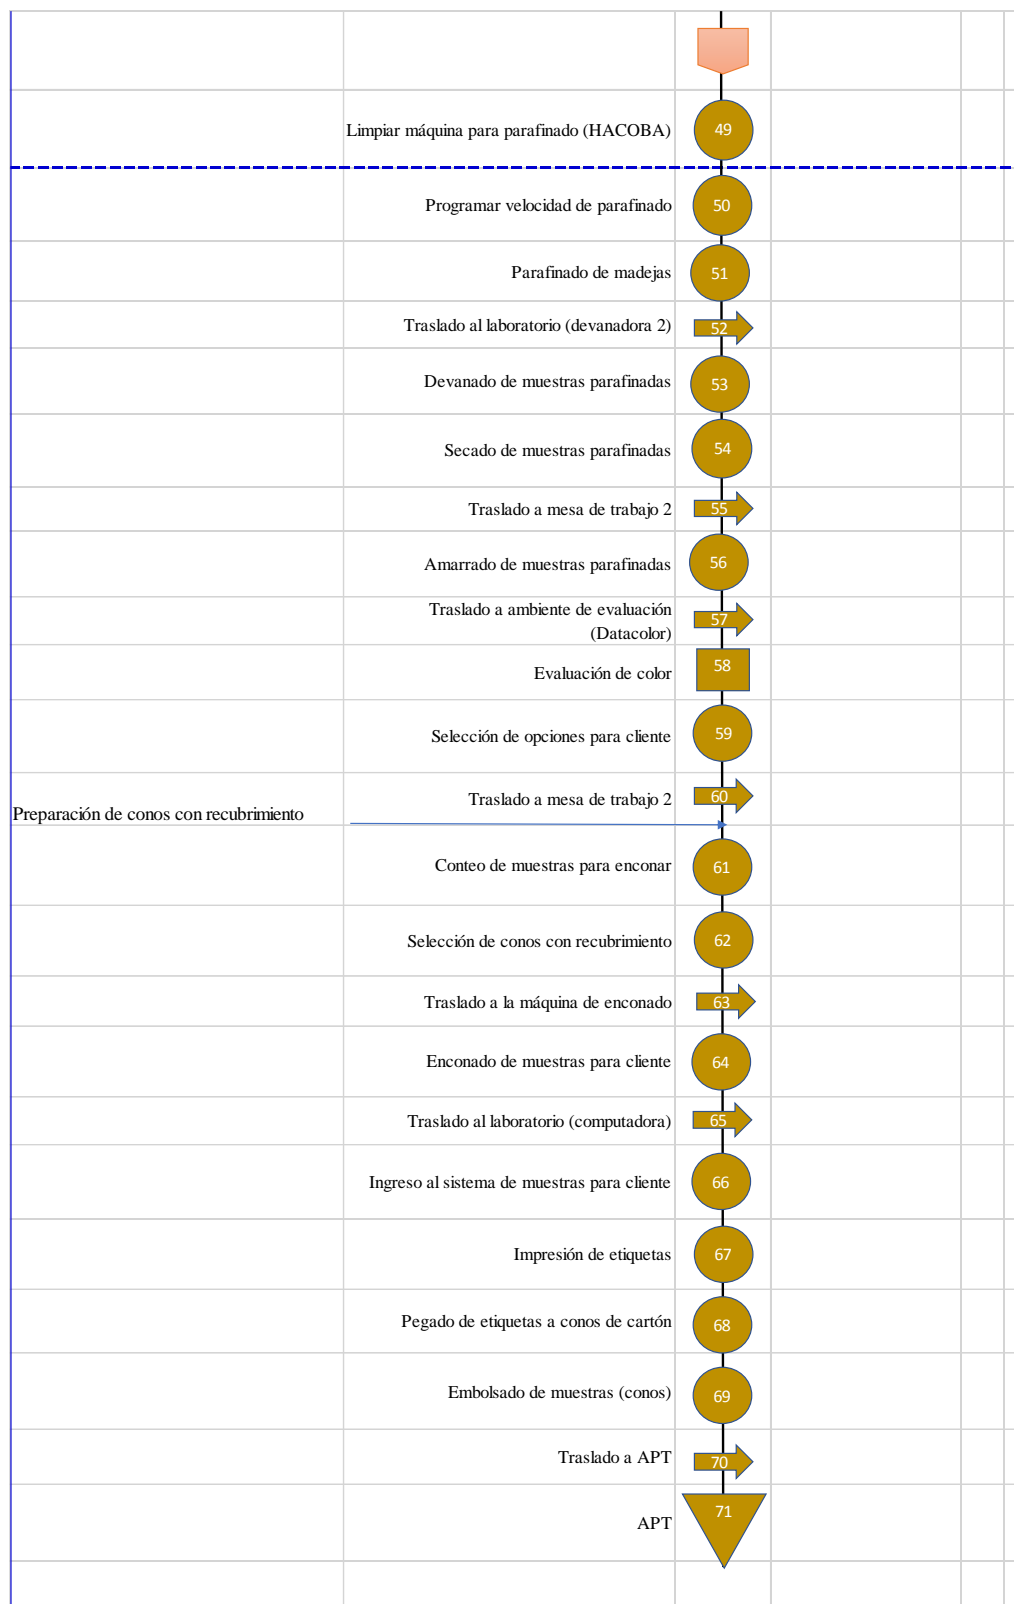 Limpiar máquina para parafinado (HACOBA) 49
Programar velocidad de parafinado 50
Parafinado de madejas 51
Traslado al laboratorio (devanadora 2) 52
Devanado de muestras parafinadas 53
Secado de muestras parafinadas 54
Traslado a mesa de trabajo 2 55
Amarrado de muestras parafinadas 56
Traslado a ambiente de evaluación
(Datacolor) 57
Evaluación de color 58
Selección de opciones para cliente 59
Traslado a mesa de trabajo 2 60
Preparación de conos con recubrimiento
Conteo de muestras para enconar 61
Selección de conos con recubrimiento 62
Traslado a la máquina de enconado 63
Enconado de muestras para cliente 64
Traslado al laboratorio (computadora) 65
Ingreso al sistema de muestras para cliente 66
Impresión de etiquetas 67
Pegado de etiquetas a conos de cartón 68
Embolsado de muestras (conos) 69
Traslado a APT 70
APT 71